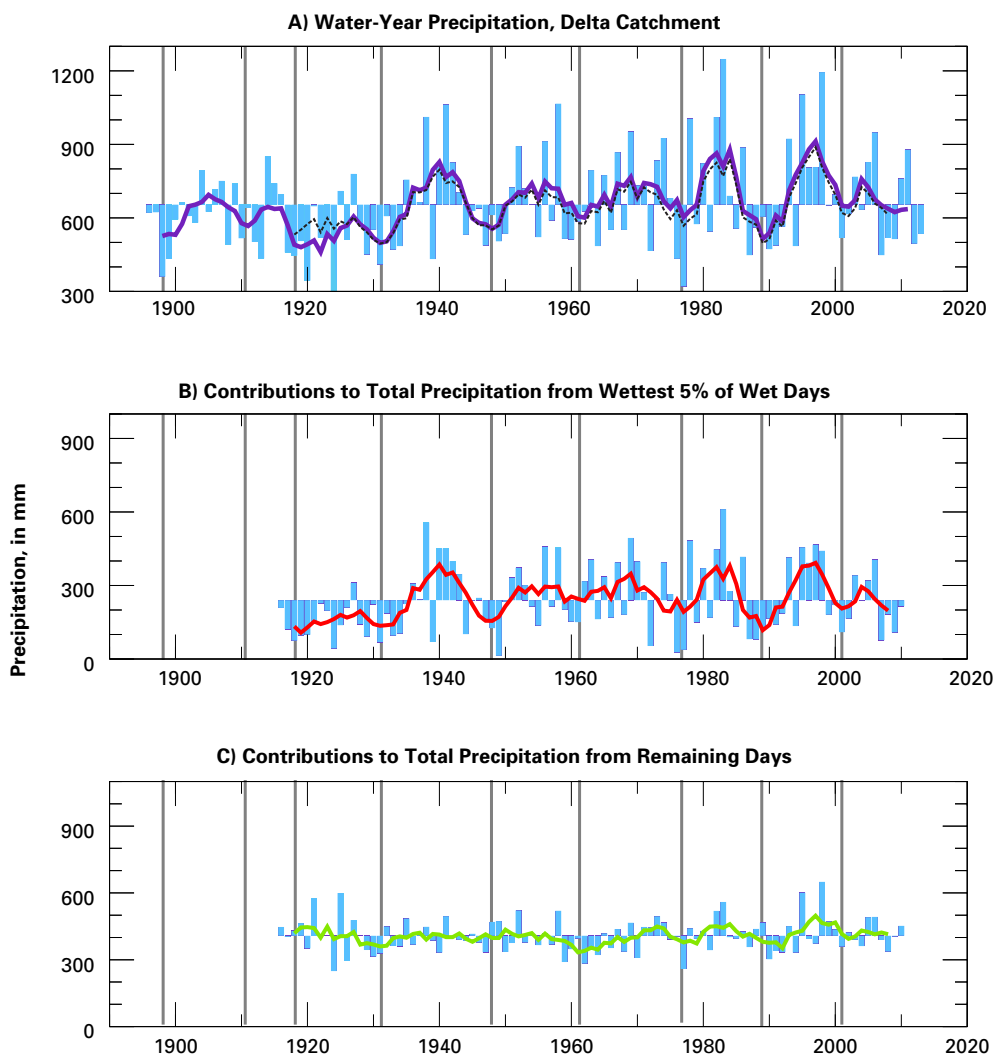 A) Water-Year Precipitation, Delta Catchment
1200
900
600
300
1900 1920 1940 1960 1980 2000 2020
B) Contributions to Total Precipitation from Wettest 5% of Wet Days
900
600
300
0
1900 1920 1940 1960 1980 2000 2020
Precipitation, in mm
C) Contributions to Total Precipitation from Remaining Days
900
600
300
0
1900 1920 1940 1960 1980 2000 2020